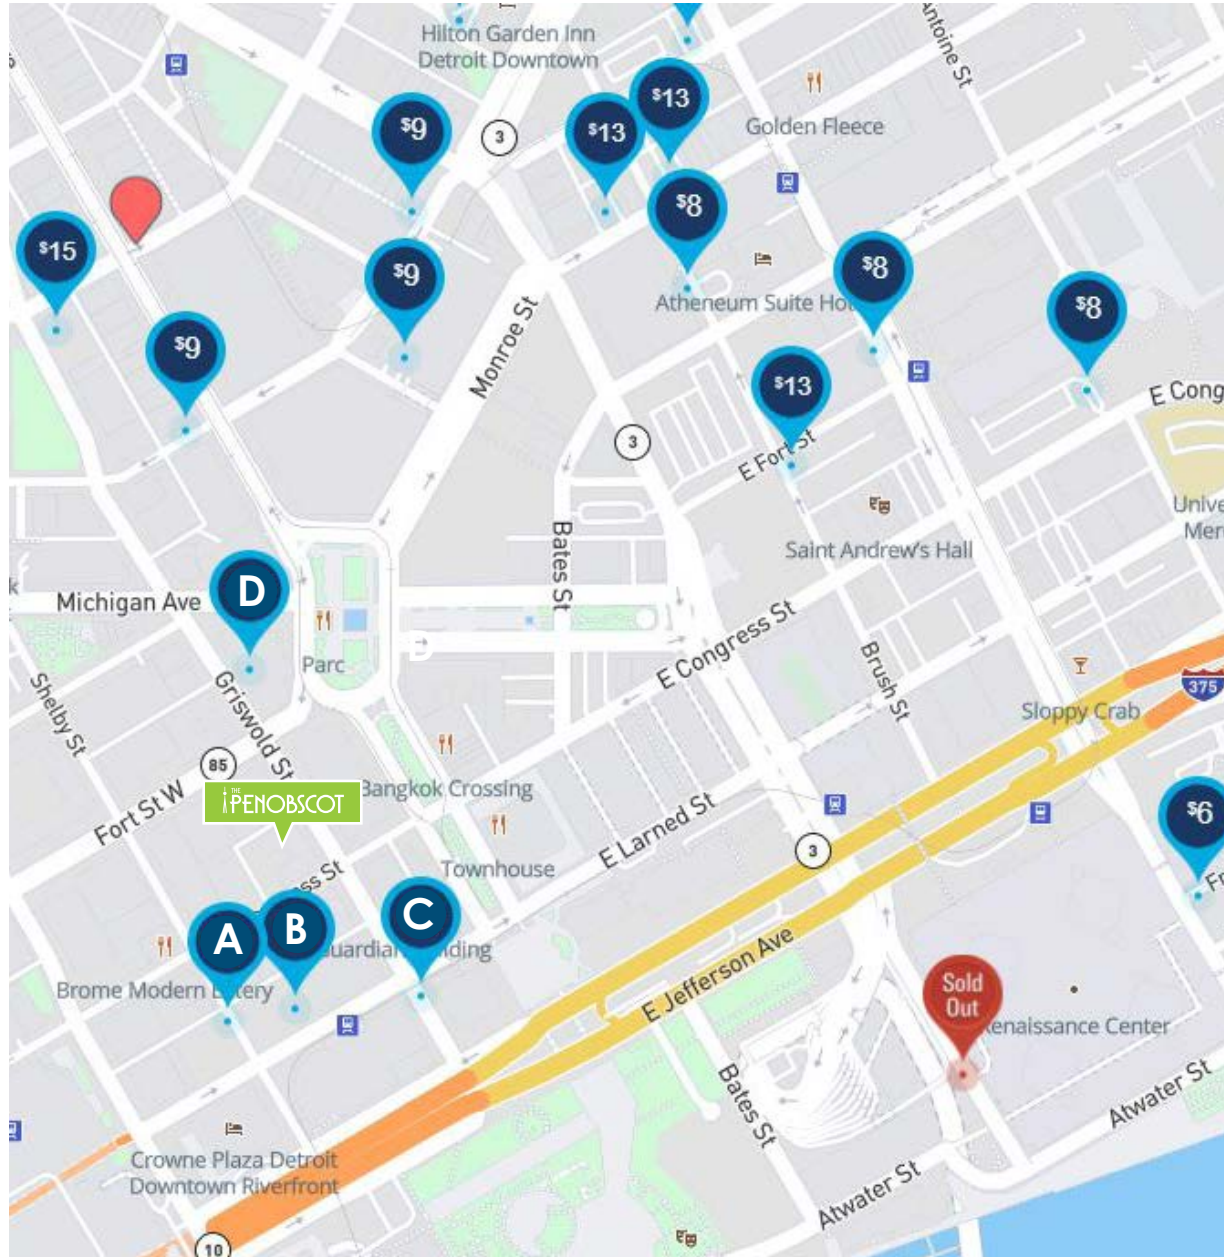 Hilton Garden Inn
Detroit Downtown
Antoine St
$13
$9
3
$13
Golden Fleece
$8
$15
$9
$8
Atheneum Suite
$8
$9
Monroe St
$13
E Cong
3
E Fort St
Bates St
Saint Andrew's Hall
D
Michigan Ave
D
Parc
E Congress St
Brush St
375
Shelby St
Griswold St
Sloppy Crab
85
THE
PENOBSCOT
Bangkok Crossing
Fort St W
E Larned St
$6
3
Townhouse
C
A
B
Brome Modern
E Jefferson Ave
Sold
Out
Renaissance Center
Bates St
Atwater St
Crowne Plaza Detroit
Downtown Riverfront
Atwater St
10